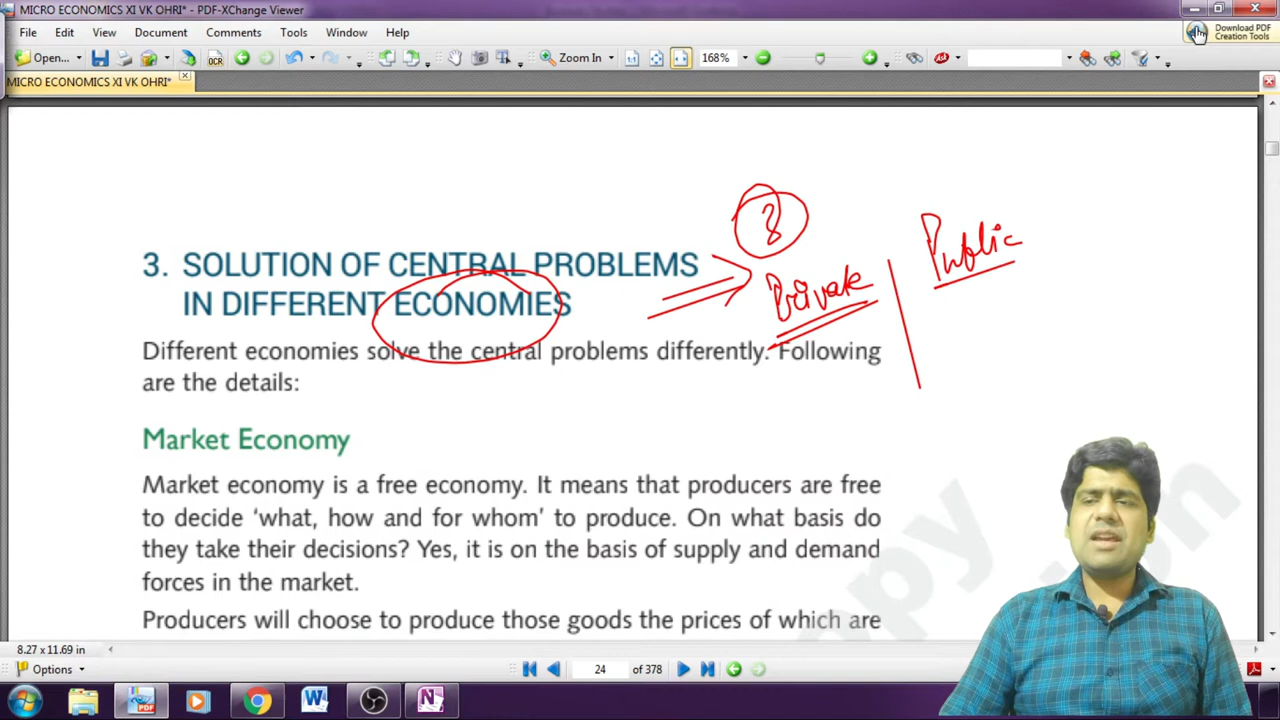 MICRO ECONOMICS XI VK OHRI* - PDF-XChange Viewer
File Edit View Document Comments Tools Window Help
Download PDF
Creation Tools
Open... OCR Zoom In 168%
MICRO ECONOMICS XI VK OHRI*
3
Private
Public
3. SOLUTION OF CENTRAL PROBLEMS
IN DIFFERENT ECONOMIES
Different economies solve the central problems differently. Following
are the details:
Market Economy
Market economy is a free economy. It means that producers are free
to decide ‘what, how and for whom’ to produce. On what basis do
they take their decisions? Yes, it is on the basis of supply and demand
forces in the market.
Producers will choose to produce those goods the prices of which are
8.27 x 11.69 in
Options 24 of 378